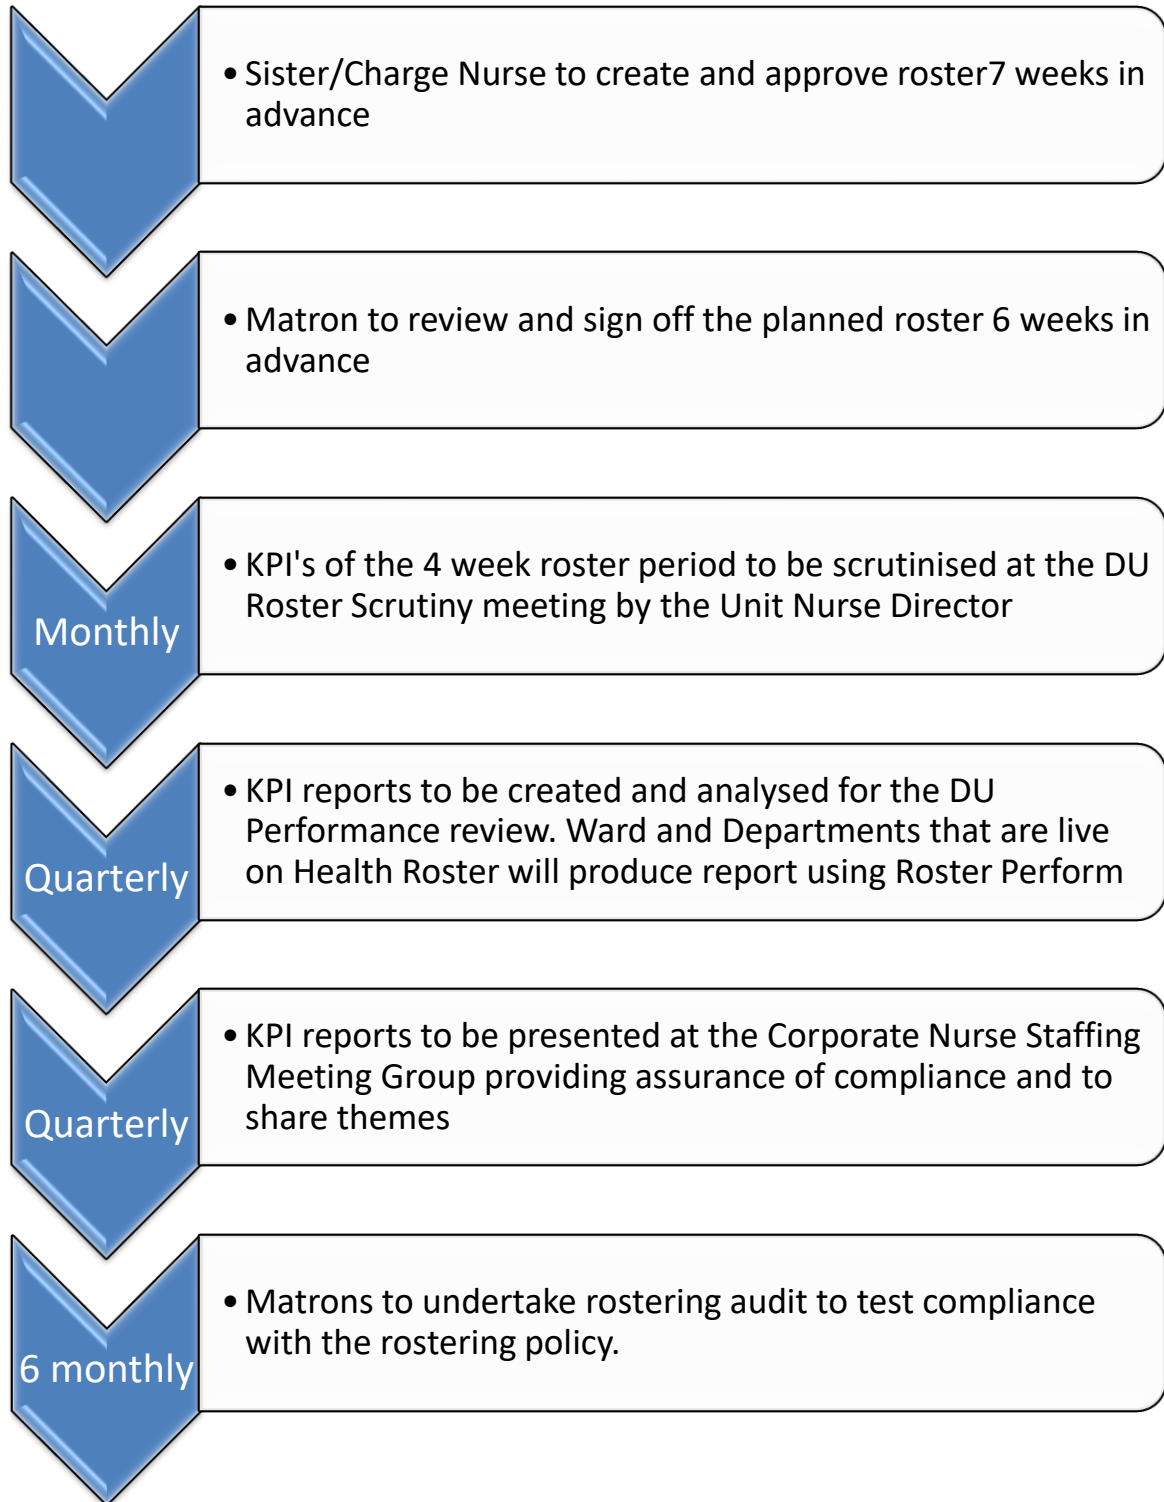 • Sister/Charge Nurse to create and approve roster7 weeks in
advance
• Matron to review and sign off the planned roster 6 weeks in
advance
Monthly
• KPI's of the 4 week roster period to be scrutinised at the DU
Roster Scrutiny meeting by the Unit Nurse Director
Quarterly
• KPI reports to be created and analysed for the DU
Performance review. Ward and Departments that are live
on Health Roster will produce report using Roster Perform
Quarterly
• KPI reports to be presented at the Corporate Nurse Staffing
Meeting Group providing assurance of compliance and to
share themes
6 monthly
• Matrons to undertake rostering audit to test compliance
with the rostering policy.